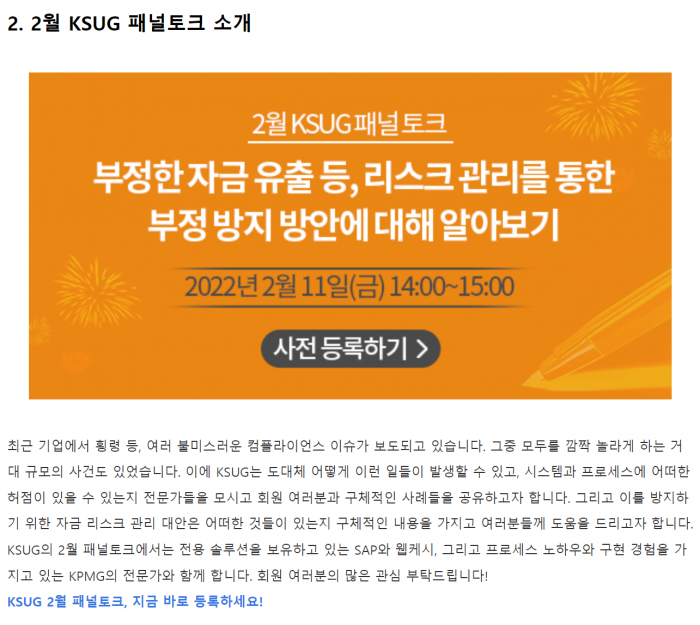 2. 2월 KSUG 패널토크 소개
2월 KSUG 패널토크
부정한 자금 유출 등, 리스크 관리를 통한
부정 방지 방안에 대해 알아보기
2022년 2월 11일(금) 14:00~15:00
사전 등록하기 >
최근 기업에서 횡령 등, 여러 불미스러운 컴플라이언스 이슈가 보도되고 있습니다. 그중 모두를 깜짝 놀라게 하는 거
대 규모의 사건도 있었습니다. 이에 KSUG는 도대체 어떻게 이런 일들이 발생할 수 있고, 시스템과 프로세스에 어떠한
허점이 있을 수 있는지 전문가들을 모시고 회원 여러분과 구체적인 사례들을 공유하고자 합니다. 그리고 이를 방지하
기 위한 자금 리스크 관리 대안은 어떠한 것들이 있는지 구체적인 내용을 가지고 여러분들께 도움을 드리고자 합니다.
KSUG의 2월 패널토크에서는 전용 솔루션을 보유하고 있는 SAP와 웹케시, 그리고 프로세스 노하우와 구현 경험을 가
지고 있는 KPMG의 전문가와 함께 합니다. 회원 여러분의 많은 관심 부탁드립니다!
KSUG 2월 패널토크, 지금 바로 등록하세요!